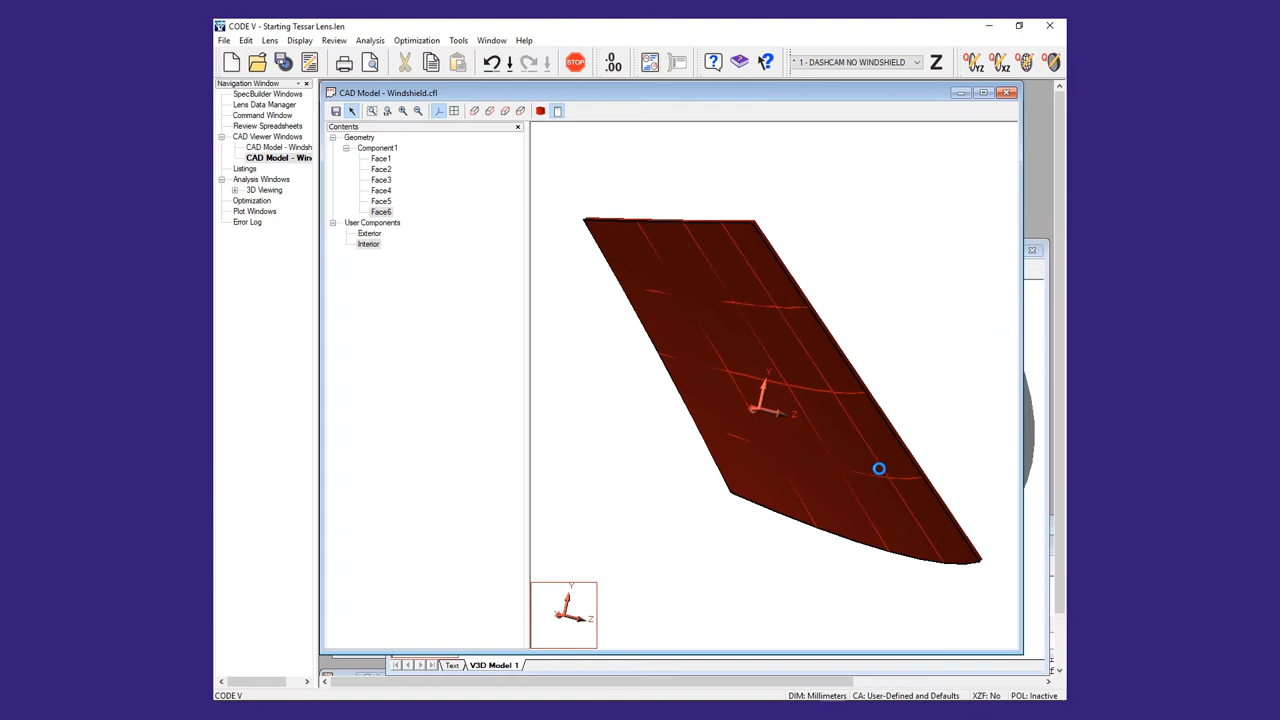 CODE V - Starting Tessar Lens.len
File Edit Lens Display Review Analysis Optimization Tools Window Help
STOP .0 .00 1 - DASHCAM NO WINDSHIELD Z YZ XZ
Navigation Window
SpecBuilder Windows
Lens Data Manager
Command Window
Review Spreadsheets
CAD Viewer Windows
CAD Model - Windsh
CAD Model - Win
Listings
Analysis Windows
3D Viewing
Optimization
Plot Windows
Error Log
CAD Model - Windshield.cfl
Contents
Geometry
Component1
Face1
Face2
Face3
Face4
Face5
Face6
User Components
Exterior
Interior
Y
Z
Y
Z
Text V3D Model 1
CODE V DIM: Millimeters CA: User-Defined and Defaults XZF: No POL: Inactive